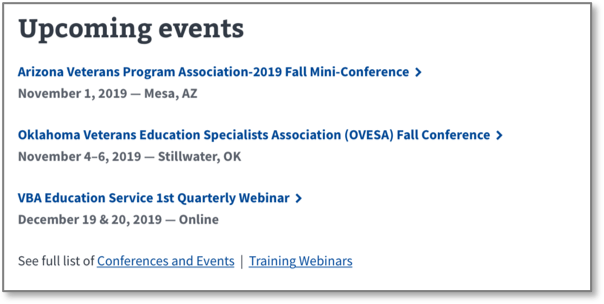 Upcoming events
Arizona Veterans Program Association-2019 Fall Mini-Conference
November 1, 2019 — Mesa, AZ
Oklahoma Veterans Education Specialists Association (OVESA) Fall Conference
November 4–6, 2019 — Stillwater, OK
VBA Education Service 1st Quarterly Webinar
December 19 & 20, 2019 — Online
See full list of Conferences and Events | Training Webinars